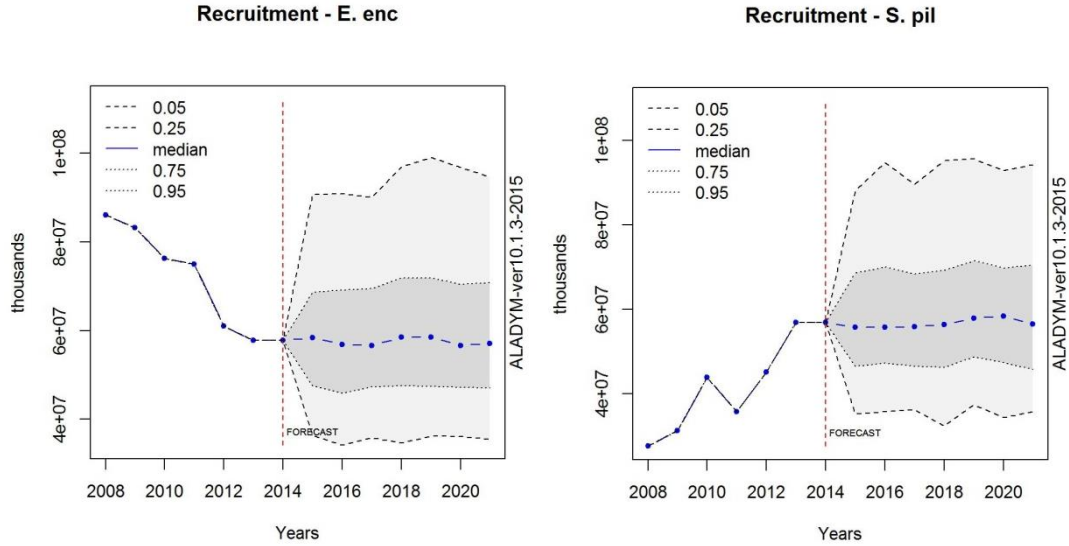 Recruitment - E. enc
0.05
0.25
median
0.75
0.95
thousands
1e+08
8e+07
6e+07
4e+07
FORECAST
2008 2010 2012 2014 2016 2018 2020
Years
ALADYM-ver10.1.3-2015
Recruitment - S. pil
0.05
0.25
median
0.75
0.95
thousands
1e+08
8e+07
6e+07
4e+07
FORECAST
2008 2010 2012 2014 2016 2018 2020
Years
ALADYM-ver10.1.3-2015